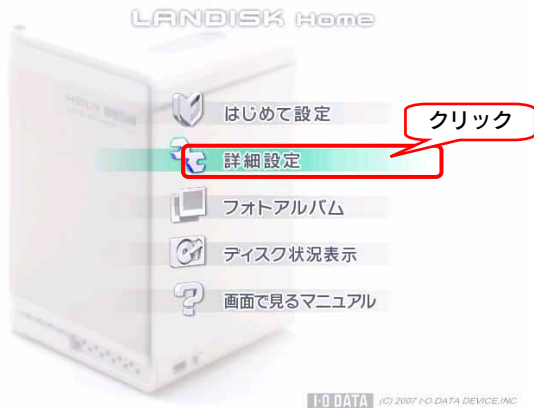 LANDISK Home
はじめて設定
クリック
詳細設定
フォトアルバム
ディスク状況表示
画面で見るマニュアル
I-O DATA (C) 2007 I-O DATA DEVICE,INC